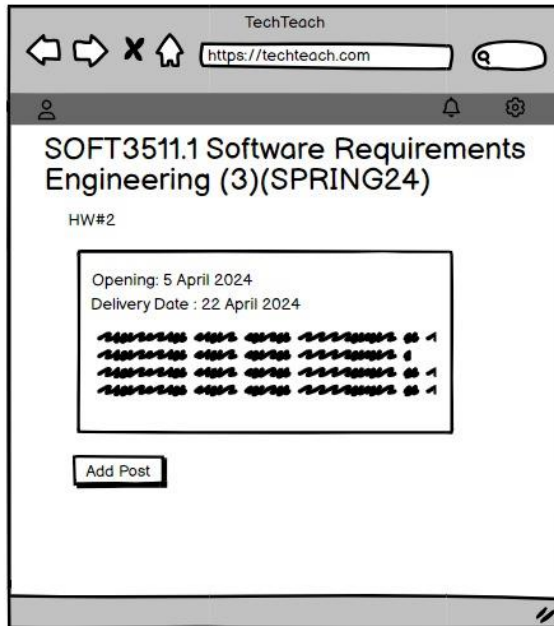 TechTeach
https://techteach.com
SOFT3511.1 Software Requirements
Engineering (3)(SPRING24)
HW#2
Opening: 5 April 2024
Delivery Date : 22 April 2024
Add Post